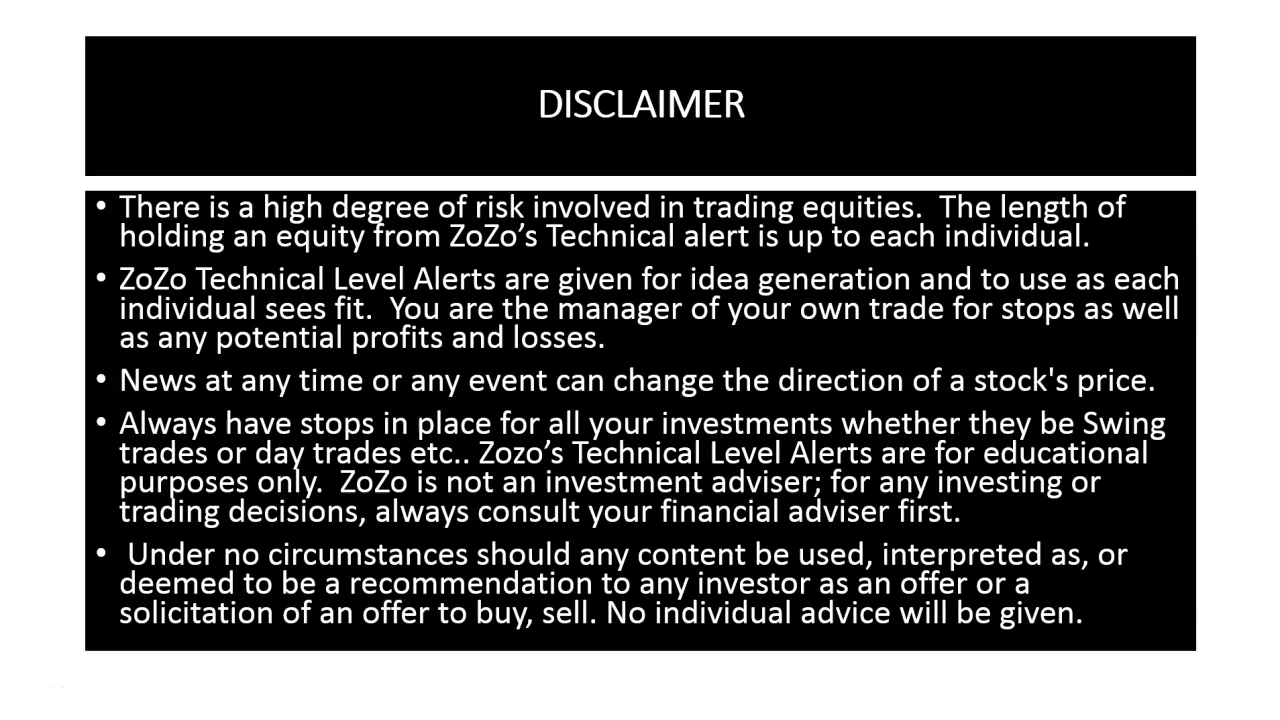 DISCLAIMER
• There is a high degree of risk involved in trading equities.  The length of
holding an equity from ZoZo’s Technical alert is up to each individual.
• ZoZo Technical Level Alerts are given for idea generation and to use as each
individual sees fit.  You are the manager of your own trade for stops as well
as any potential profits and losses.
• News at any time or any event can change the direction of a stock's price.
• Always have stops in place for all your investments whether they be Swing
trades or day trades etc.. Zozo’s Technical Level Alerts are for educational
purposes only.  ZoZo is not an investment adviser; for any investing or
trading decisions, always consult your financial adviser first.
•  Under no circumstances should any content be used, interpreted as, or
deemed to be a recommendation to any investor as an offer or a
solicitation of an offer to buy, sell. No individual advice will be given.